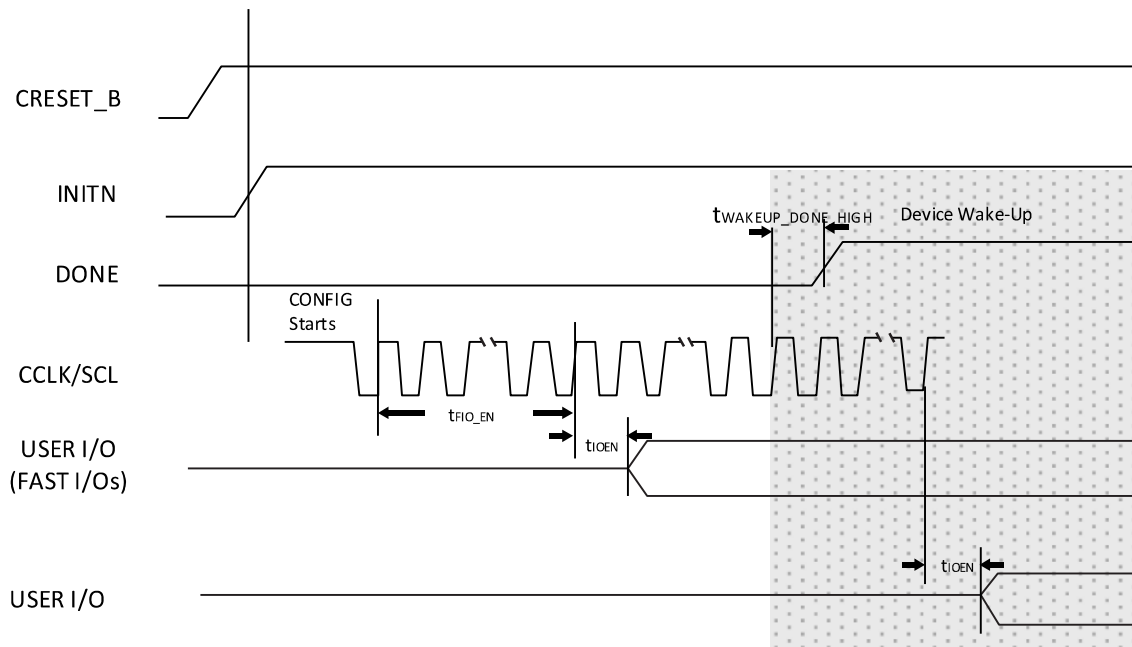 CRESET_B
INITN
tWAKEUP_DONE_HIGH Device Wake-Up
DONE
CONFIG
Starts
CCLK/SCL
tFIO_EN
tIOEN
USER I/O
(FAST I/Os)
tIOEN
USER I/O